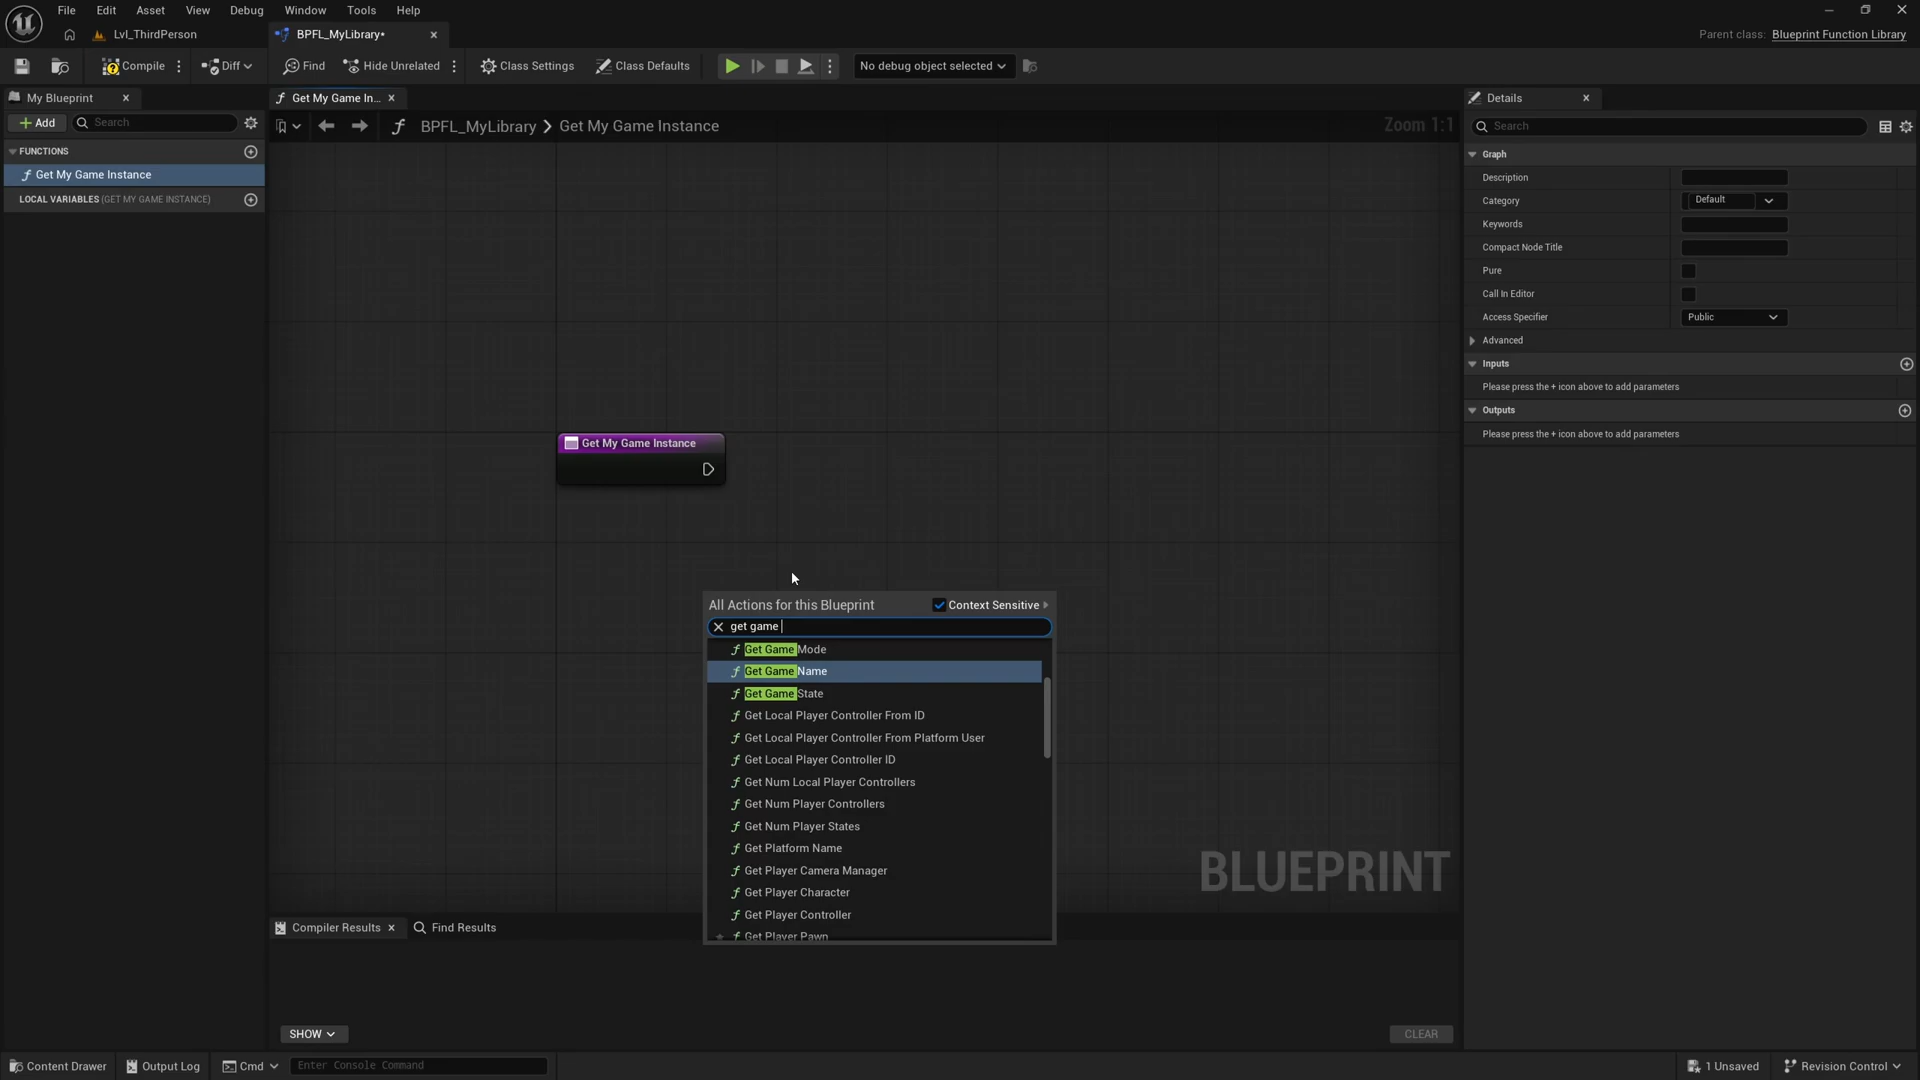 File Edit Asset View Debug Window Tools Help
Lvl_ThirdPerson
BPFL_MyLibrary•
Parent class: Blueprint Function Library
Compile
Diff
Find
Hide Unrelated
Class Settings
Class Defaults
No debug object selected
My Blueprint
Get My Game In...
Details
Add
Search
BPFL_MyLibrary > Get My Game Instance
Zoom 1:1
Search
FUNCTIONS
Get My Game Instance
LOCAL VARIABLES (GET MY GAME INSTANCE)
Graph
Description
Category
Default
Keywords
Compact Node Title
Pure
Call In Editor
Access Specifier
Public
Advanced
Inputs
Please press the + icon above to add parameters
Outputs
Please press the + icon above to add parameters
Get My Game Instance
All Actions for this Blueprint
Context Sensitive
get game
Get Game Mode
Get Game Name
Get Game State
Get Local Player Controller From ID
Get Local Player Controller From Platform User
Get Local Player Controller ID
Get Num Local Player Controllers
Get Num Player Controllers
Get Num Player States
Get Platform Name
Get Player Camera Manager
Get Player Character
Get Player Controller
Get Player Pawn
BLUEPRINT
Compiler Results
Find Results
SHOW
CLEAR
Content Drawer
Output Log
Cmd
Enter Console Command
1 Unsaved
Revision Control